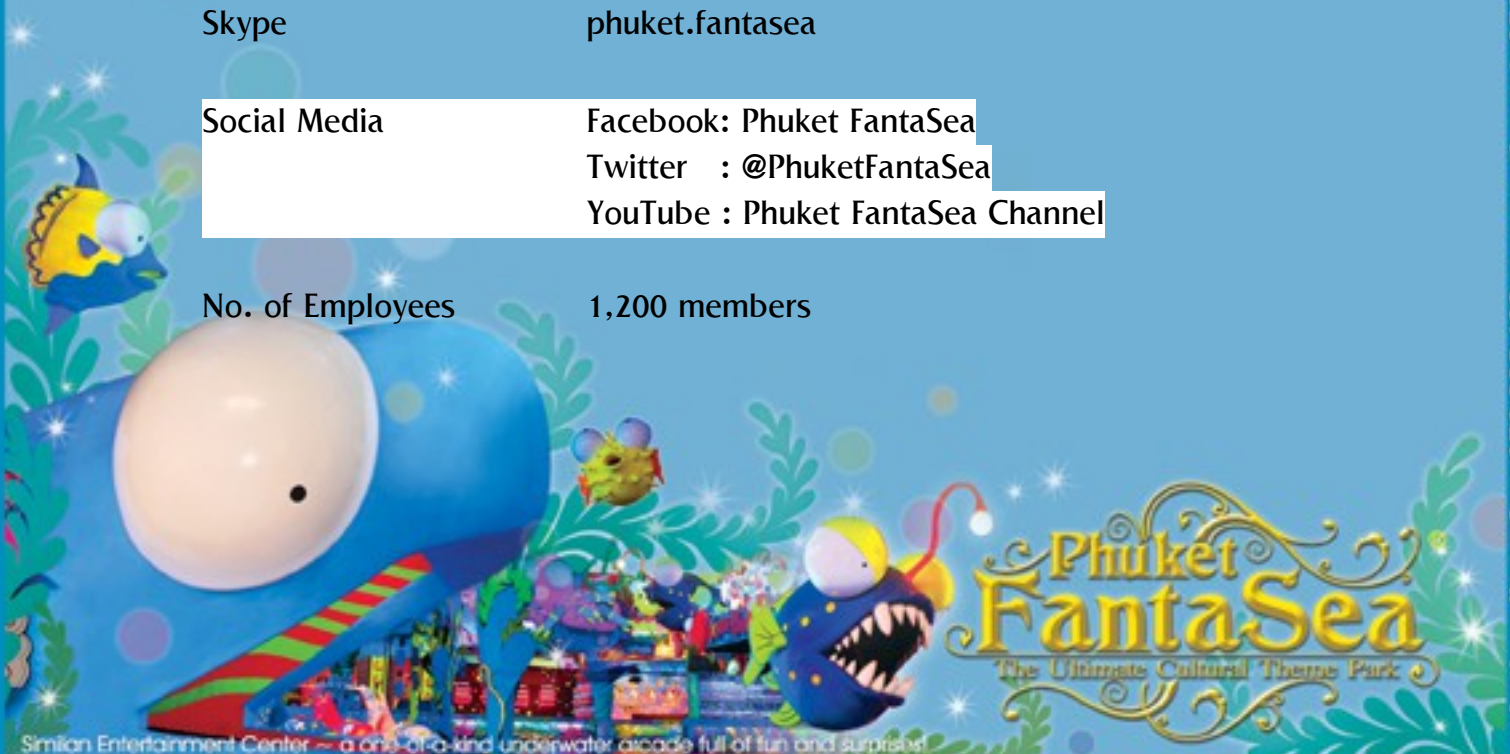 Skype phuket.fantasea
Social Media Facebook: Phuket FantaSea
Twitter : @PhuketFantaSea
YouTube : Phuket FantaSea Channel
No. of Employees 1,200 members
Phuket
FantaSea
The Ultimate Cultural Theme Park
Similan Entertainment Center ~ a one-of-a-kind underwater arcade full of fun and surprises!